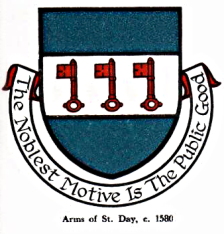 The Noblest Motive Is The Public Good
Arms of St. Day, c. 1580